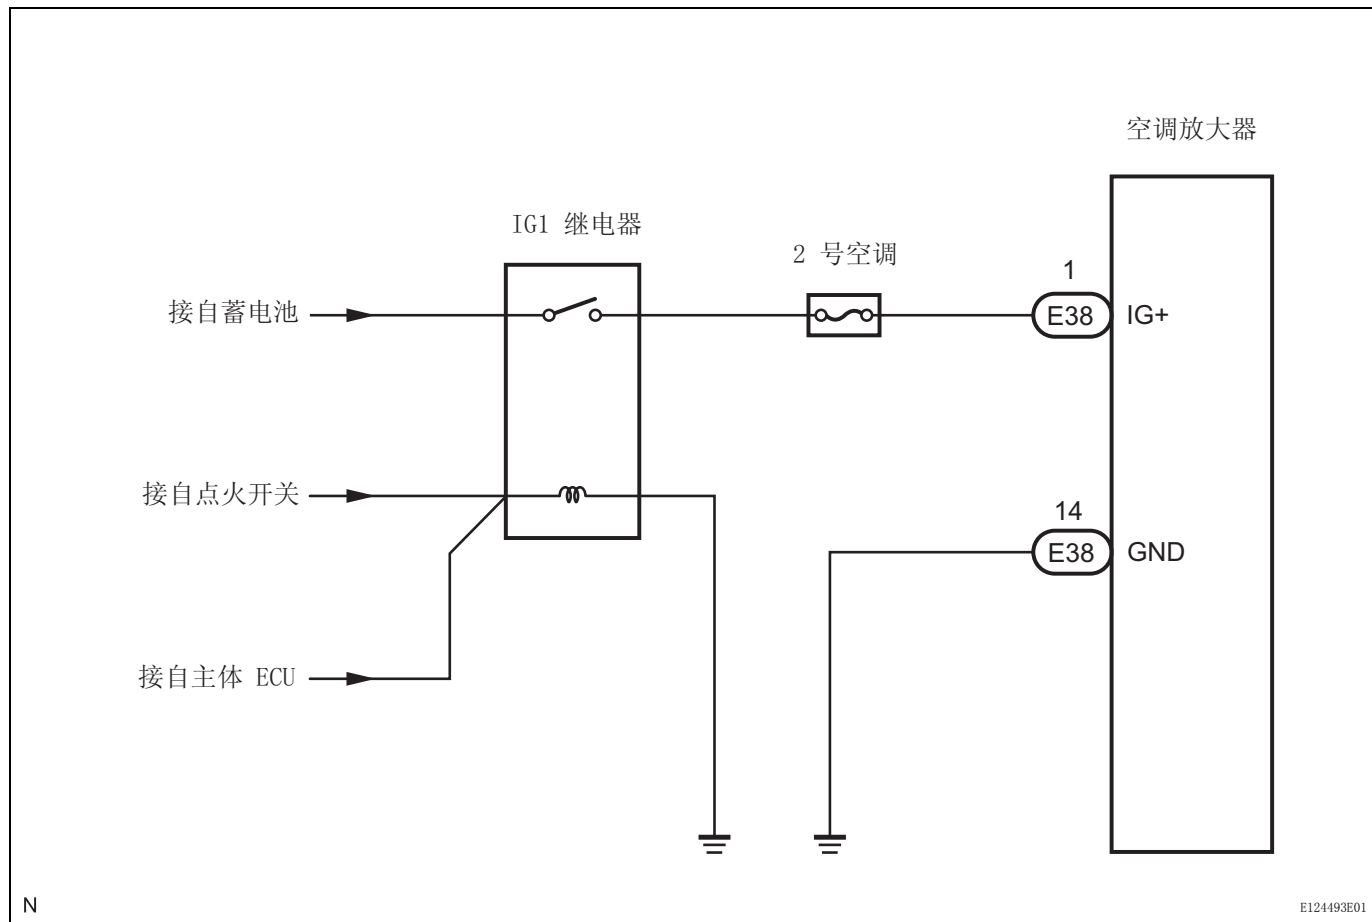 空调放大器
IG1 继电器
2 号空调
1
接自蓄电池
E38
IG+
接自点火开关
14
E38
GND
接自主体 ECU
N
E124493E01